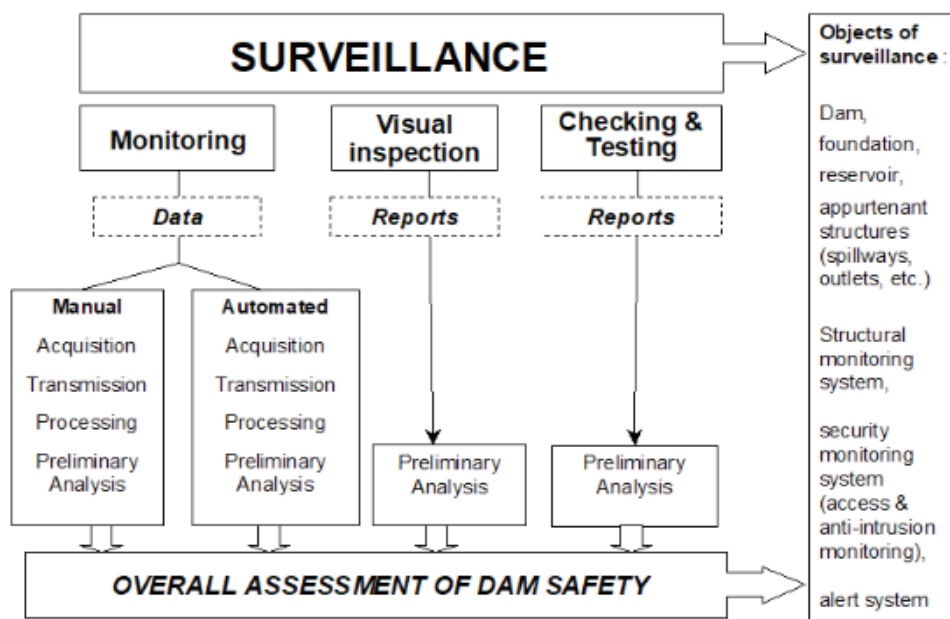 SURVEILLANCE
Monitoring
Visual
inspection
Checking &
Testing
Data
Reports
Reports
Manual
Acquisition
Transmission
Processing
Preliminary
Analysis
Automated
Acquisition
Transmission
Processing
Preliminary
Analysis
Preliminary
Analysis
Preliminary
Analysis
OVERALL ASSESSMENT OF DAM SAFETY
Objects of
surveillance :
Dam,
foundation,
reservoir,
appurtenant
structures
(spillways,
outlets, etc.)
Structural
monitoring
system,
security
monitoring
system
(access &
anti-intrusion
monitoring),
alert system